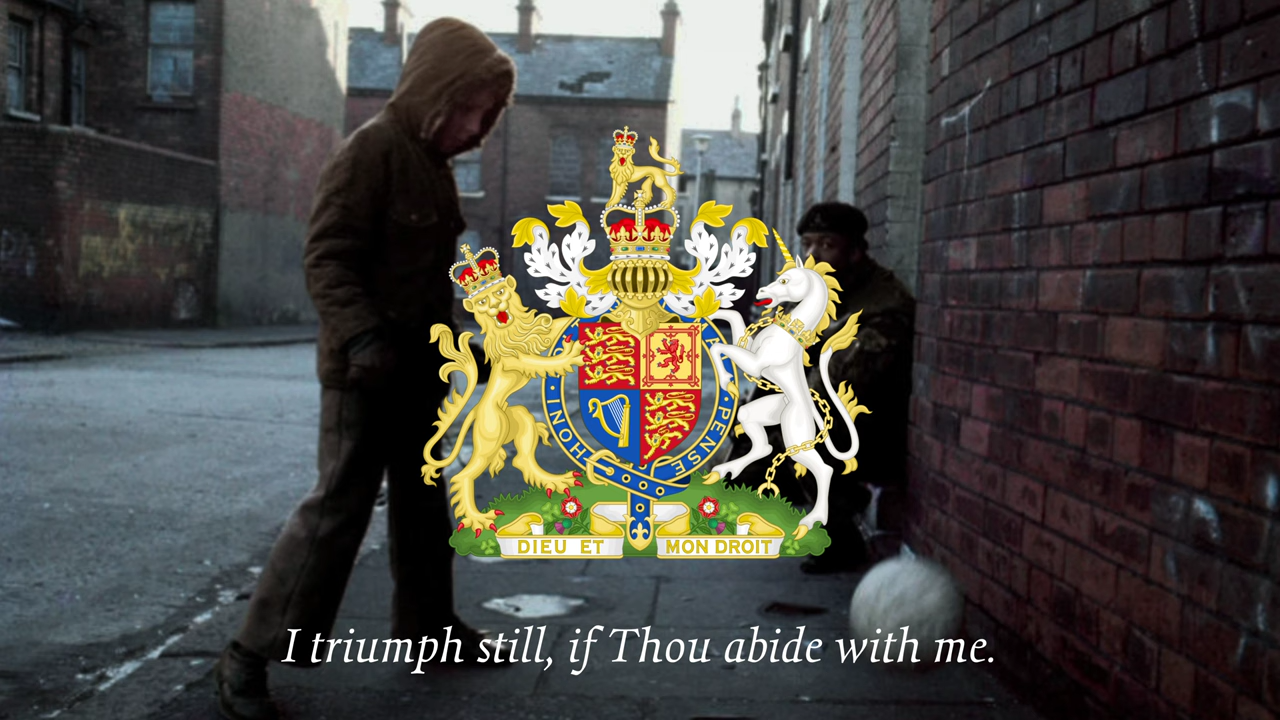 HONI PENSE
DIEU ET MON DROIT
I triumph still, if Thou abide with me.